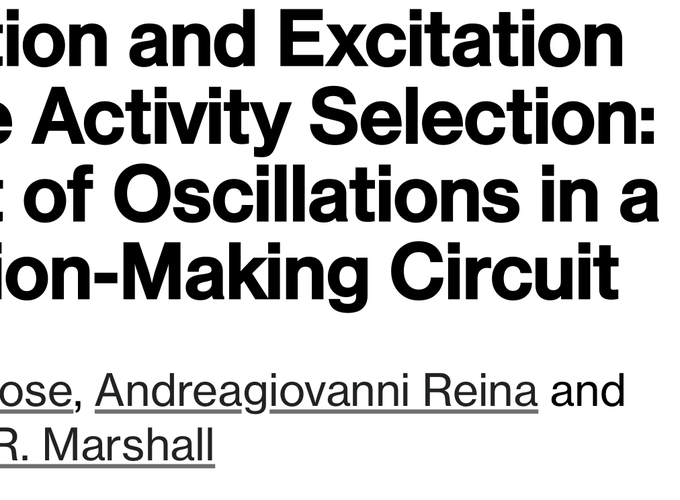 tion and Excitation
e Activity Selection:
t of Oscillations in a
ion-Making Circuit
ose, Andreagiovanni Reina and
R. Marshall